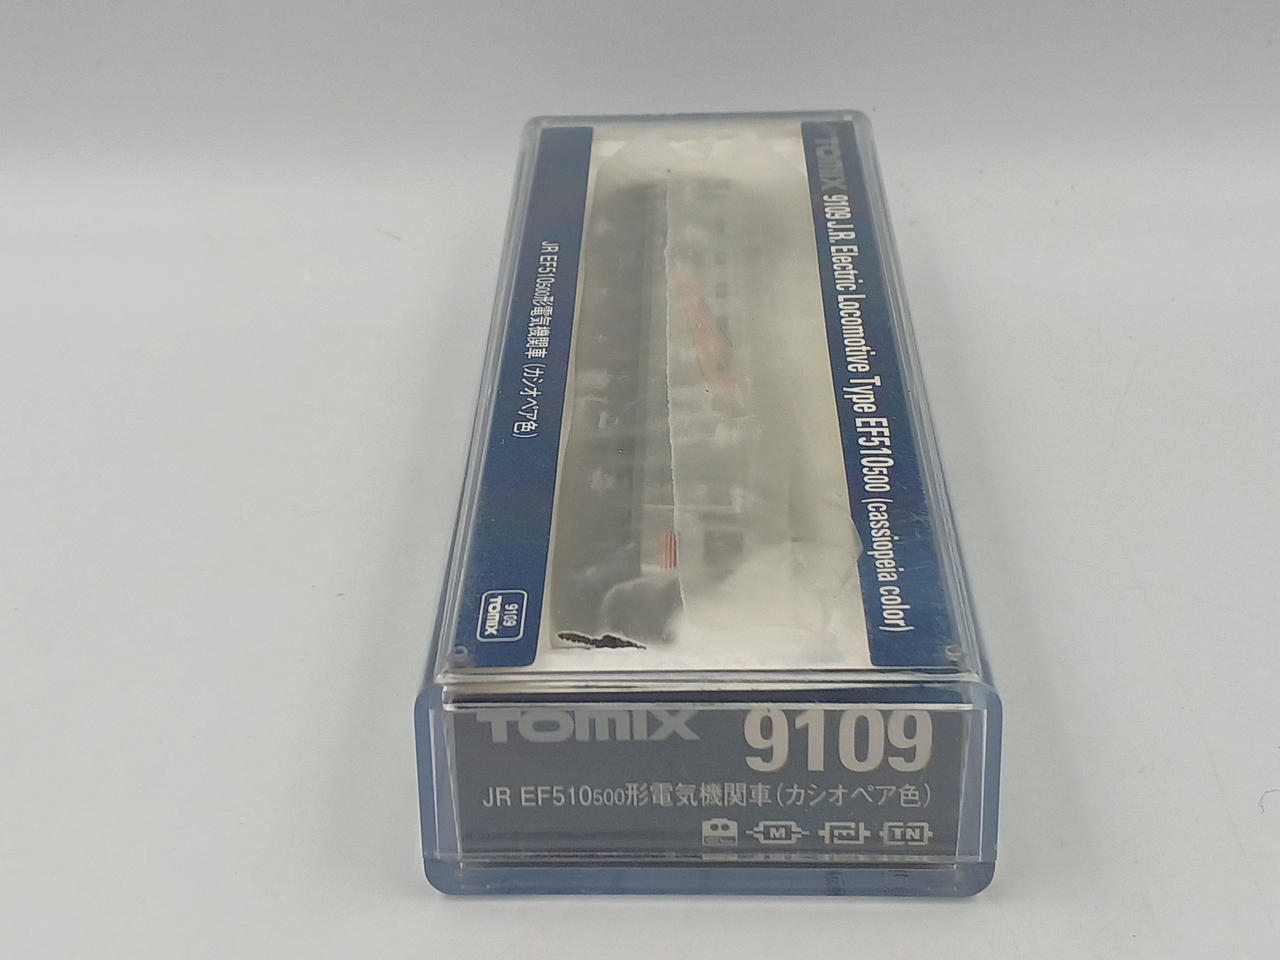 TOMIX 9109 J.R. Electric Locomotive Type EF510500 (cassiopeia color)
JR EF510500形電気機関車 (カシオペア色)
9109
TOMIX
TOMIX 9109
JR EF510500形電気機関車(カシオペア色)
M
L
TN